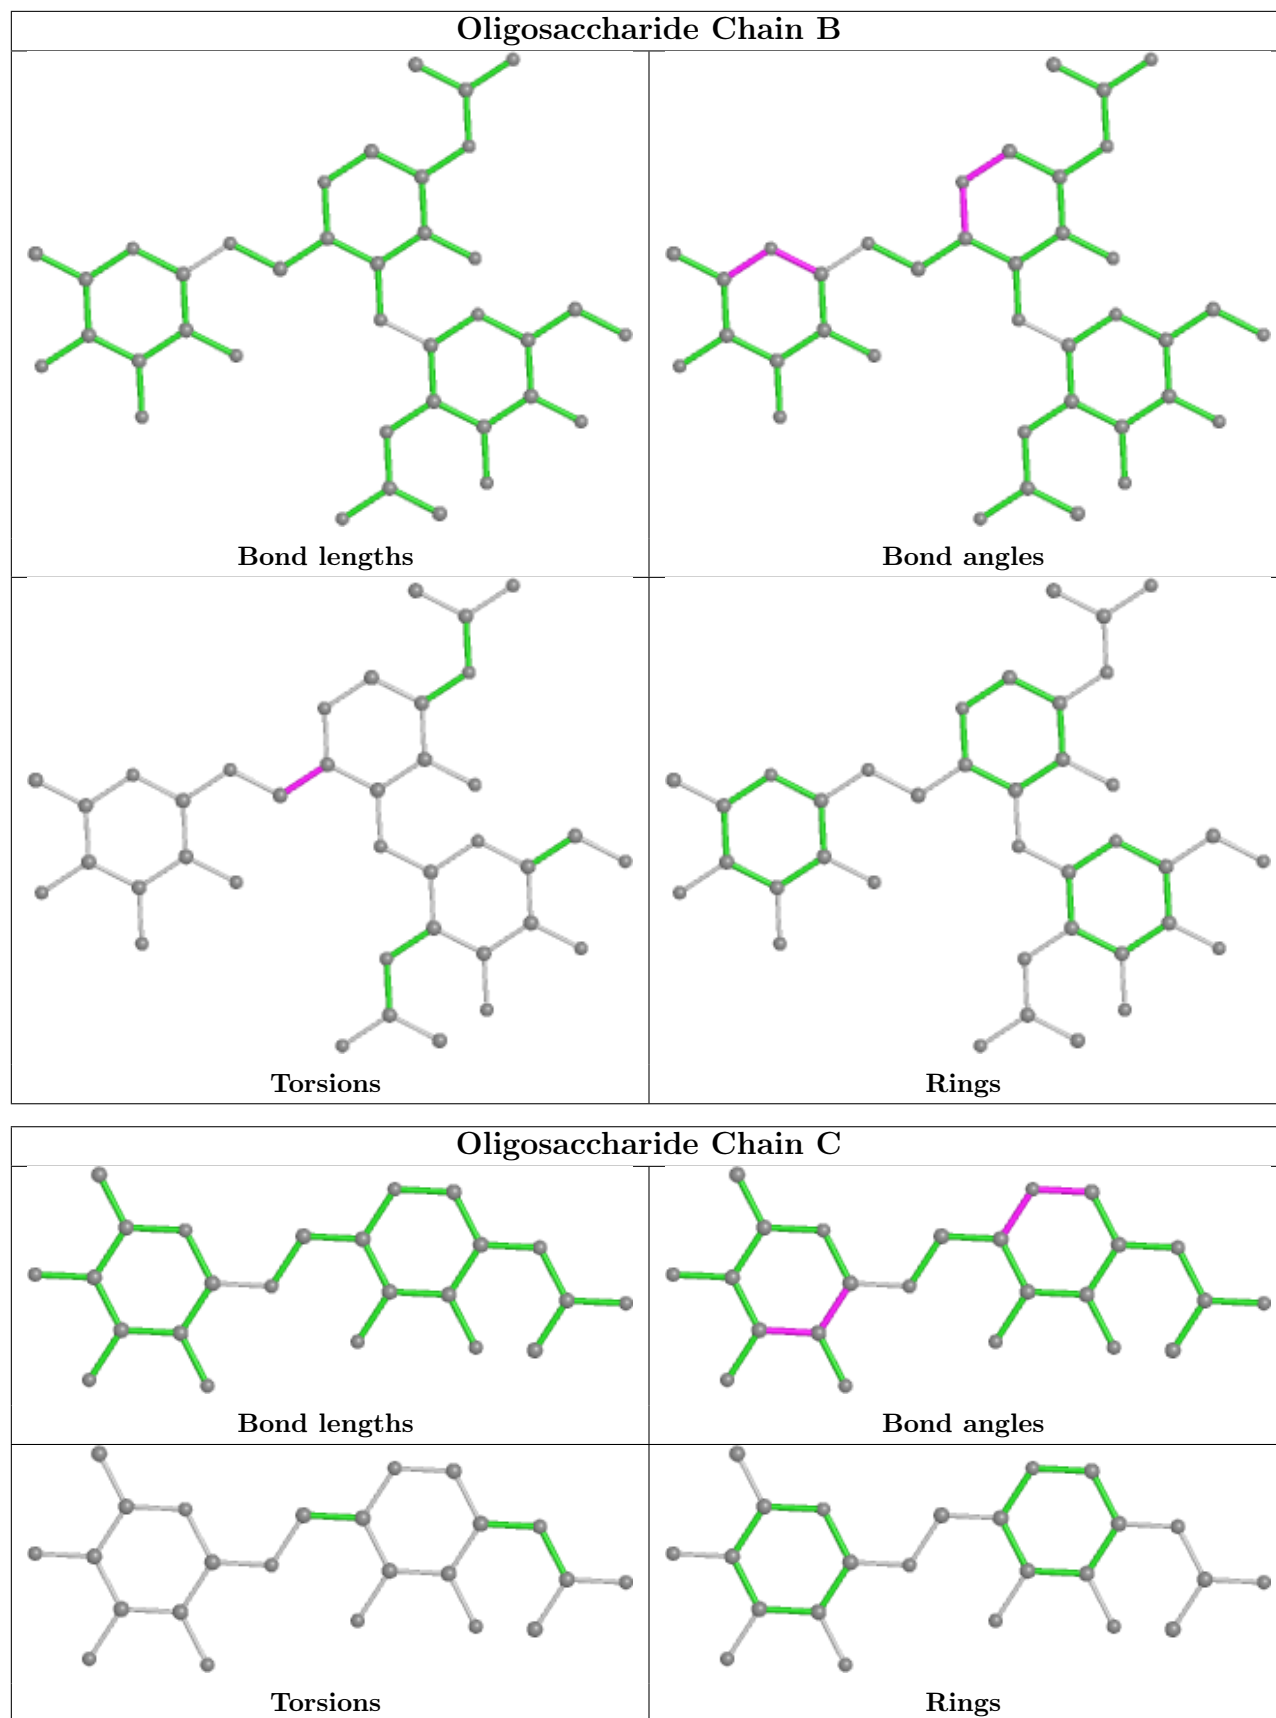 Oligosaccharide Chain B
Bond lengths
Bond angles
Torsions
Rings
Oligosaccharide Chain C
Bond lengths
Bond angles
Torsions
Rings